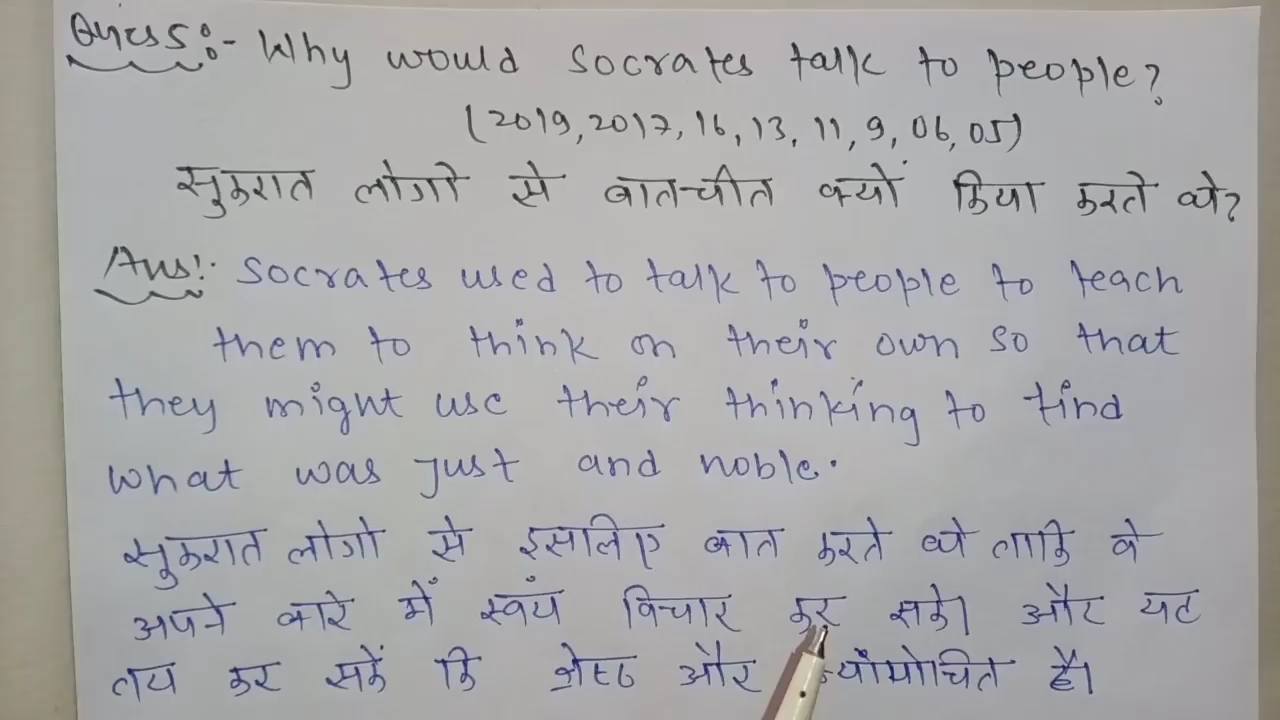 Ques:- Why would Socrates talk to people?
(2019, 2017, 16, 13, 11, 9, 06, 05)
सुकरात लोगो से बातचीत क्यों किया करते थे?
Ans:- Socrates used to talk to people to teach
them to think on their own so that
they might use their thinking to find
what was just and noble.
सुकरात लोगो से इसलिए बात करते थे ताकि वे
अपने बारे में स्वयं विचार कर सके। और यह
तय कर सकें कि श्रेष्ठ और है।